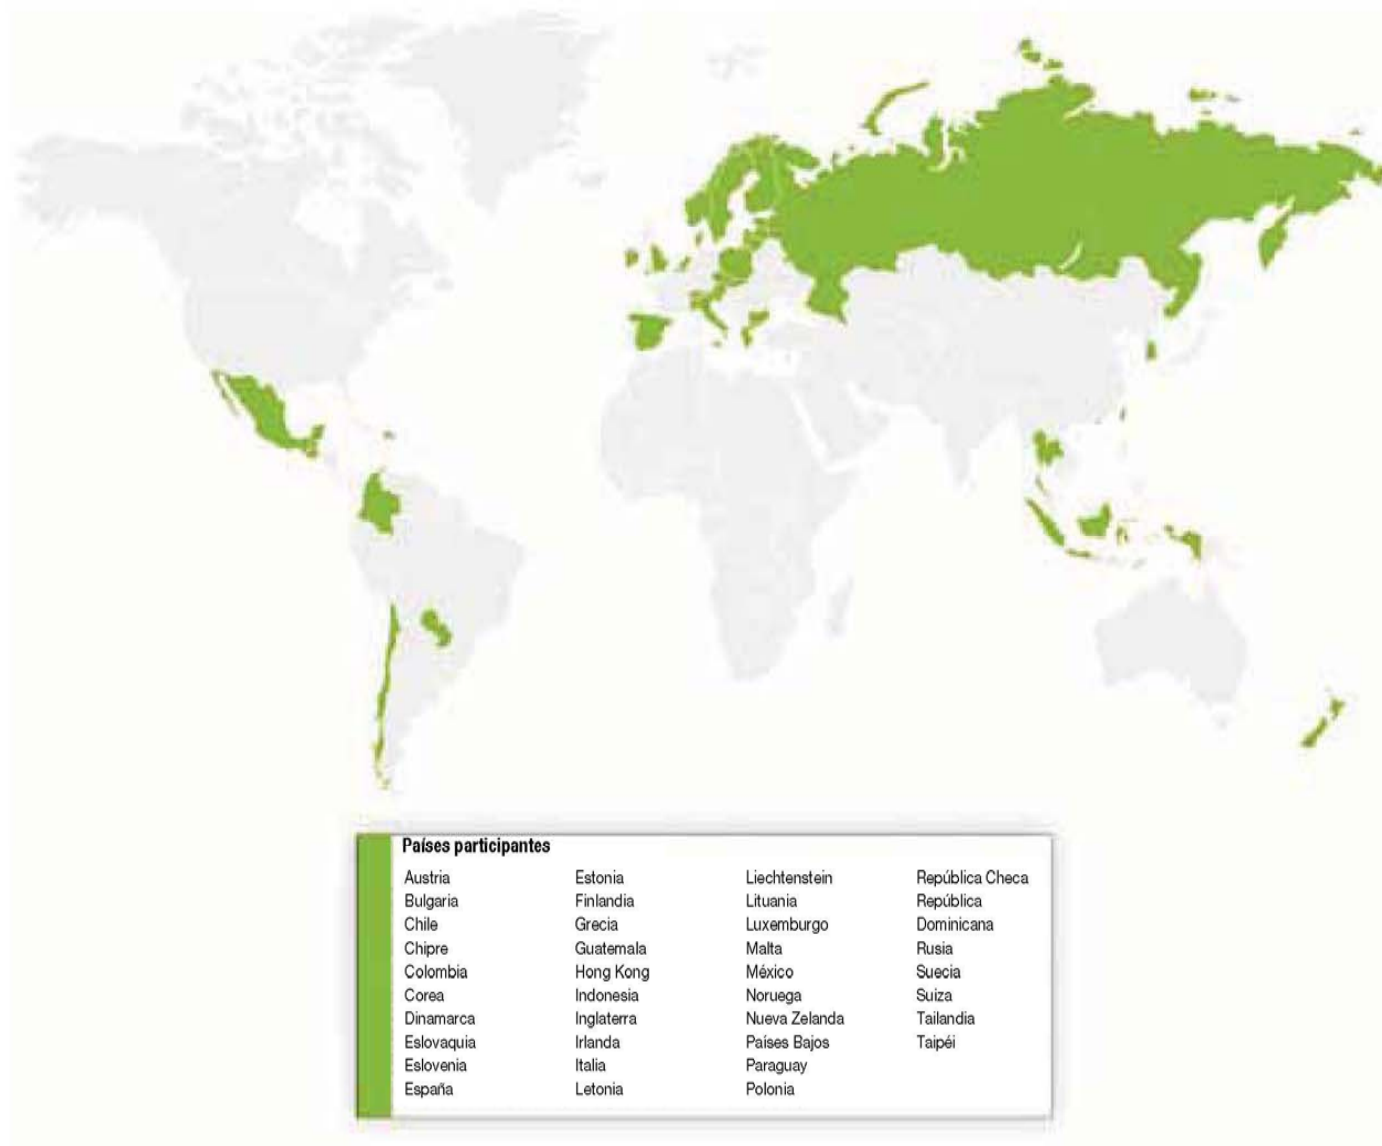 Países participantes
Austria
Bulgaria
Chile
Chipre
Colombia
Corea
Dinamarca
Eslovaquia
Eslovenia
España
Estonia
Finlandia
Grecia
Guatemala
Hong Kong
Indonesia
Inglaterra
Irlanda
Italia
Letonia
Liechtenstein
Lituania
Luxemburgo
Malta
México
Noruega
Nueva Zelanda
Países Bajos
Paraguay
Polonia
República Checa
República
Dominicana
Rusia
Suecia
Suiza
Tailandia
Taipéi